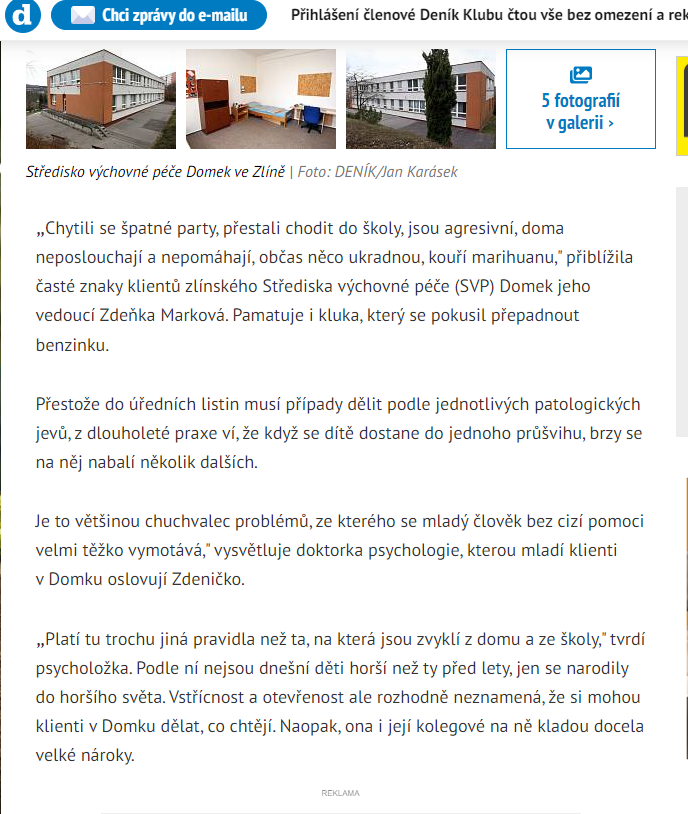 d
Chci zprávy do e-mailu
Přihlášení členové Deník Klubu čtou vše bez omezení a
5 fotografií
v galerii ›
Středisko výchovné péče Domek ve Zlíně | Foto: DENÍK/Jan Karásek
„Chytili se špatné party, přestali chodit do školy, jsou agresivní, doma
neposlouchají a nepomáhají, občas něco ukradnou, kouří marihuanu," přiblížila
časté znaky klientů zlínského Střediska výchovné péče (SVP) Domek jeho
vedoucí Zdeňka Marková. Pamatuje i kluka, který se pokusil přepadnout
benzinku.
Přestože do úředních listin musí případy dělit podle jednotlivých patologických
jevů, z dlouholeté praxe ví, že když se dítě dostane do jednoho průšvihu, brzy se
na něj nabalí několik dalších.
Je to většinou chuchvalec problémů, ze kterého se mladý člověk bez cizí pomoci
velmi těžko vymotává," vysvětluje doktorka psychologie, kterou mladí klienti
v Domku oslovují Zdeničko.
„Platí tu trochu jiná pravidla než ta, na která jsou zvyklí z domu a ze školy," tvrdí
psycholožka. Podle ní nejsou dnešní děti horší než ty před lety, jen se narodily
do horšího světa. Vstřícnost a otevřenost ale rozhodně neznamená, že si mohou
klienti v Domku dělat, co chtějí. Naopak, ona i její kolegové na ně kladou docela
velké nároky.
REKLAMA